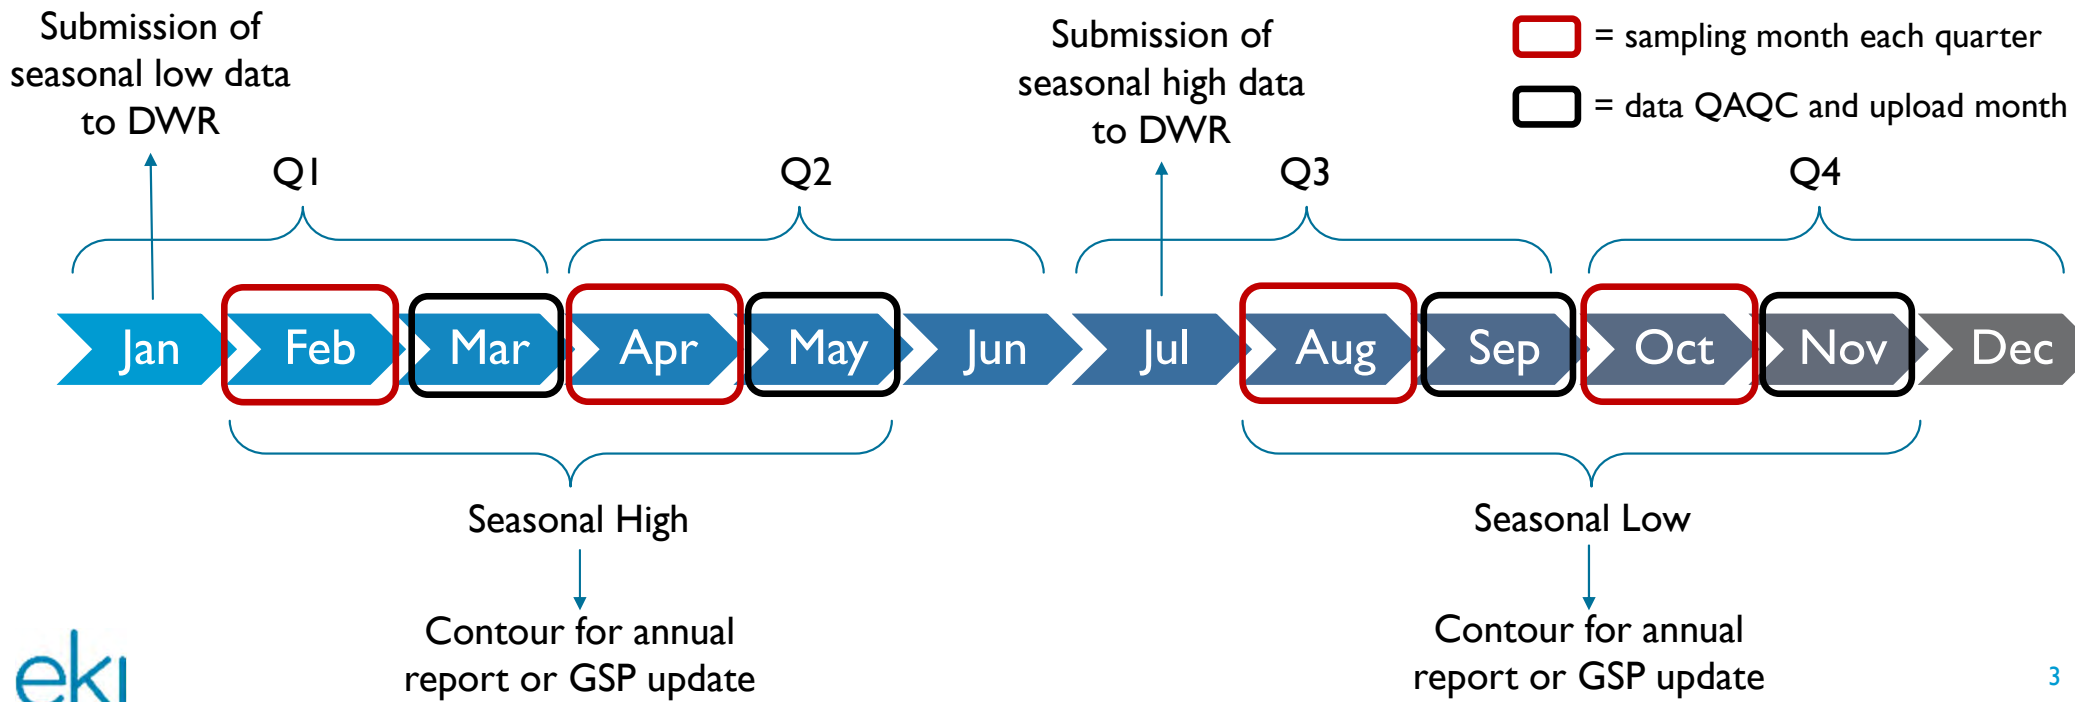 Submission of
seasonal low data
to DWR
Submission of
seasonal high data
to DWR
= sampling month each quarter
= data QAQC and upload month
Q1
Q2
Q3
Q4
Jan
Feb
Mar
Apr
May
Jun
Jul
Aug
Sep
Oct
Nov
Dec
Seasonal High
Seasonal Low
Contour for annual
report or GSP update
Contour for annual
report or GSP update
eki
3